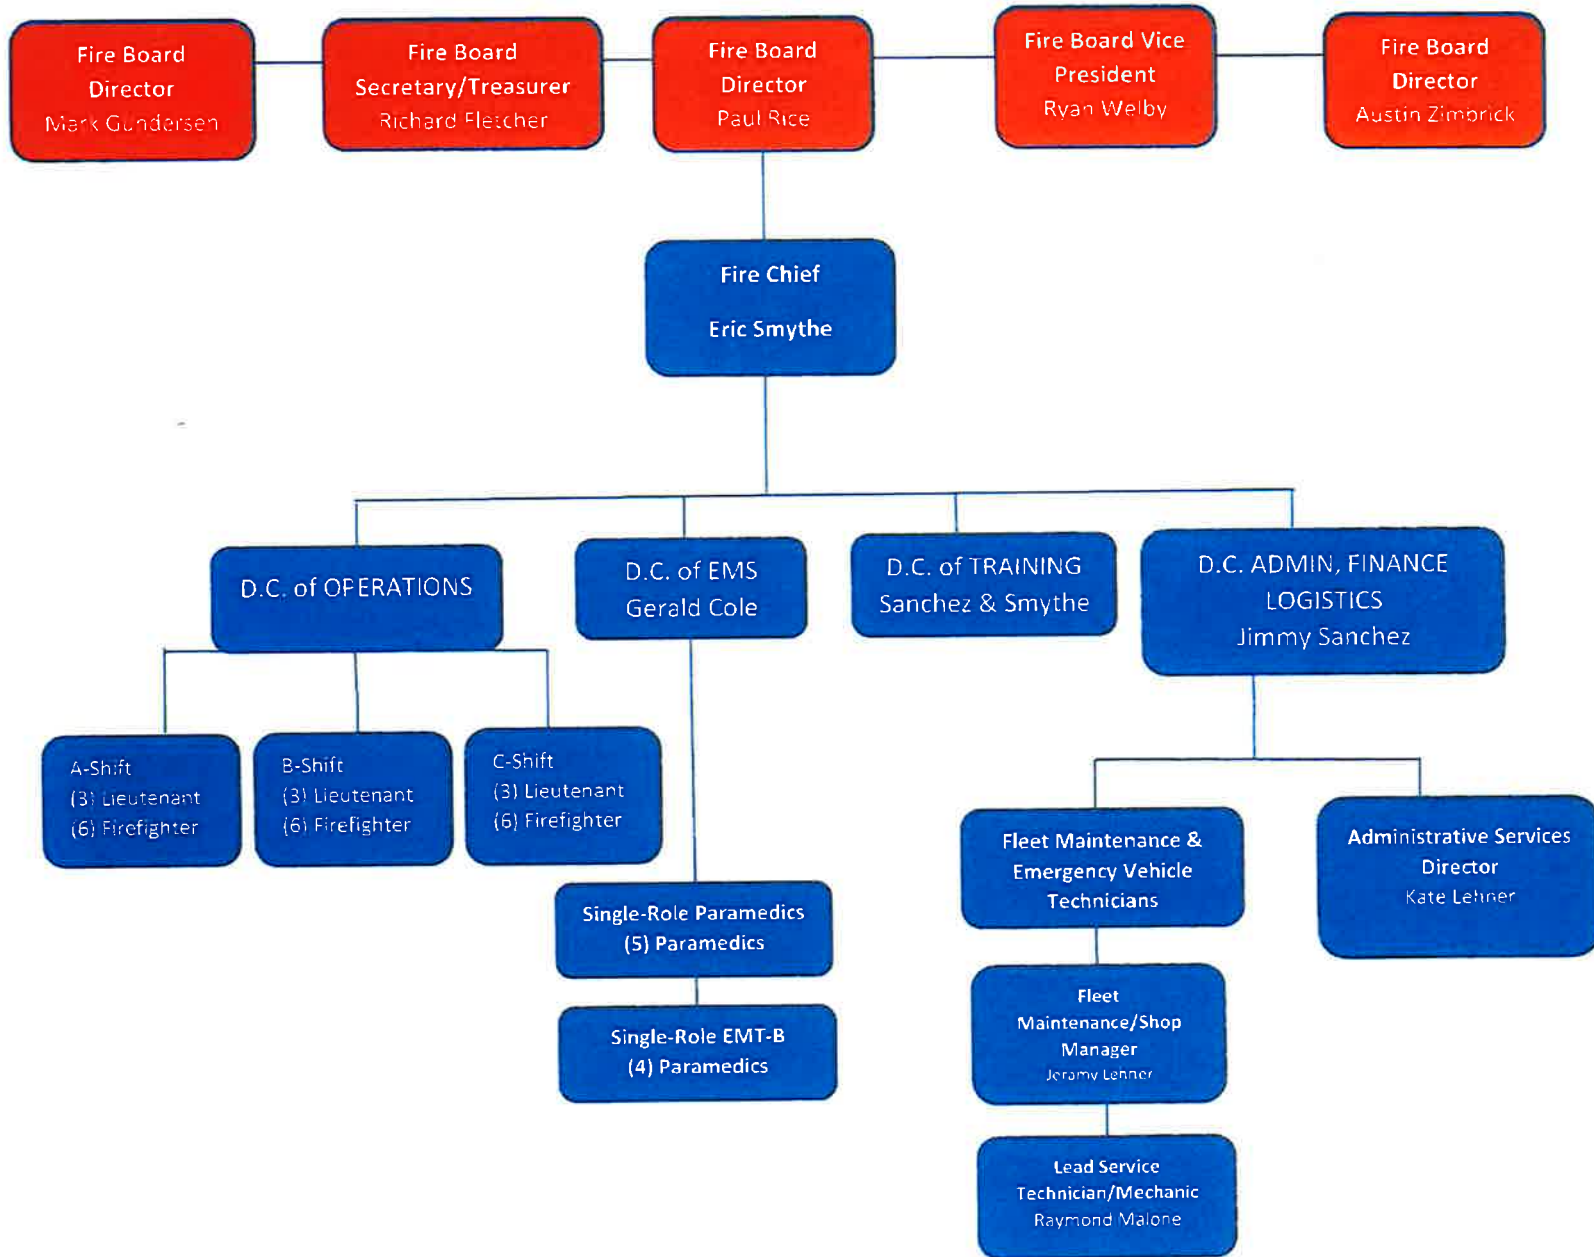 Fire Board
Director
Mark Gundersen
Fire Board
Secretary/Treasurer
Richard Fletcher
Fire Board
Director
Paul Rice
Fire Board Vice
President
Ryan Welby
Fire Board
Director
Austin Zimbrick
Fire Chief
Eric Smythe
D.C. of OPERATIONS
D.C. of EMS
Gerald Cole
D.C. of TRAINING
Sanchez & Smythe
D.C. ADMIN, FINANCE
LOGISTICS
Jimmy Sanchez
A-Shift
(3) Lieutenant
(6) Firefighter
B-Shift
(3) Lieutenant
(6) Firefighter
C-Shift
(3) Lieutenant
(6) Firefighter
Single-Role Paramedics
(5) Paramedics
Single-Role EMT-B
(4) Paramedics
Fleet Maintenance &
Emergency Vehicle
Technicians
Fleet
Maintenance/Shop
Manager
Jeramy Lehner
Lead Service
Technician/Mechanic
Raymond Malone
Administrative Services
Director
Kate Lehner